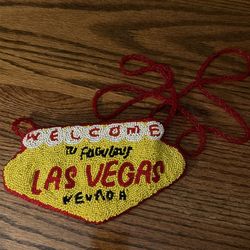 WELCOME
TO FABULOUS
LAS VEGAS
NEVADA